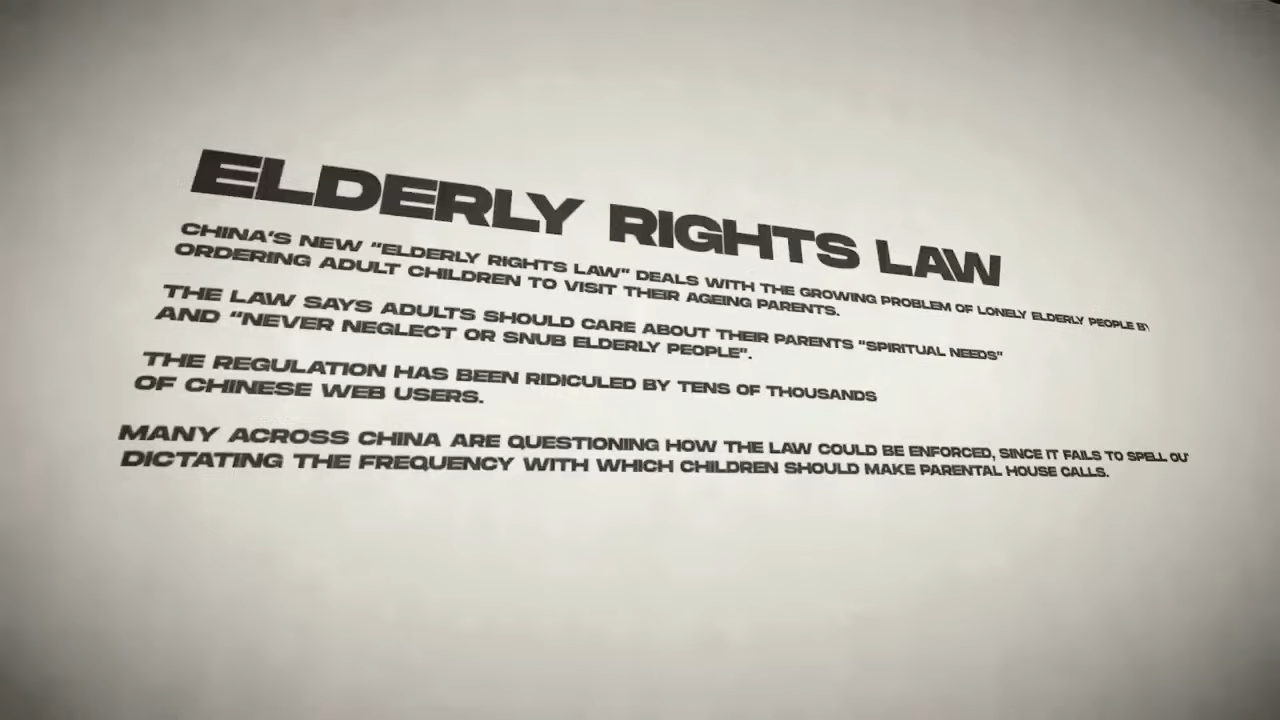 ELDERLY RIGHTS LAW
CHINA'S NEW "ELDERLY RIGHTS LAW" DEALS WITH THE GROWING PROBLEM OF LONELY ELDERLY PEOPLE BY
ORDERING ADULT CHILDREN TO VISIT THEIR AGEING PARENTS.
THE LAW SAYS ADULTS SHOULD CARE ABOUT THEIR PARENTS "SPIRITUAL NEEDS"
AND "NEVER NEGLECT OR SNUB ELDERLY PEOPLE".
THE REGULATION HAS BEEN RIDICULED BY TENS OF THOUSANDS
OF CHINESE WEB USERS.
MANY ACROSS CHINA ARE QUESTIONING HOW THE LAW COULD BE ENFORCED, SINCE IT FAILS TO SPELL OU
DICTATING THE FREQUENCY WITH WHICH CHILDREN SHOULD MAKE PARENTAL HOUSE CALLS.